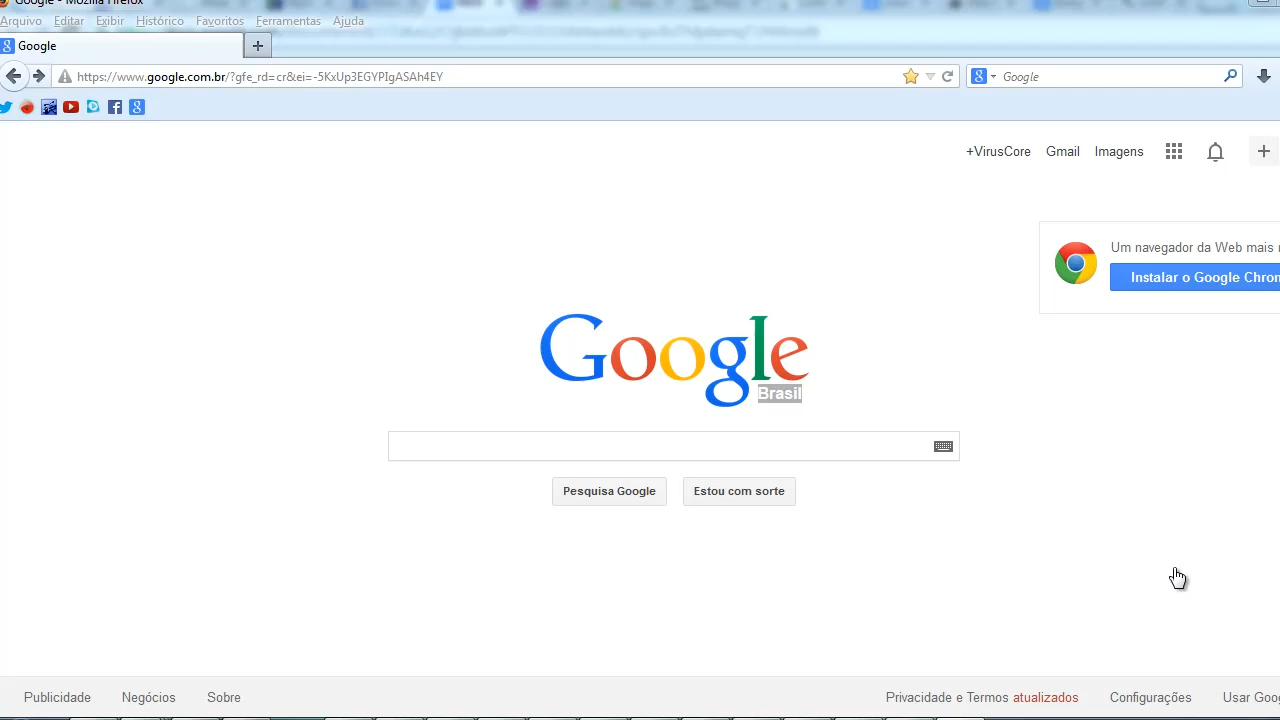 Google - Mozilla Firefox
Arquivo Editar Exibir Histórico Favoritos Ferramentas Ajuda
Google
https://www.google.com.br/?gfe_rd=cr&ei=-5KxUp3EGYPIgASAh4EY
Google
+VirusCore Gmail Imagens
Um navegador da Web mais
Instalar o Google Chrom
Google
Brasil
Pesquisa Google Estou com sorte
Publicidade Negócios Sobre Privacidade e Termos atualizados Configurações Usar Goo